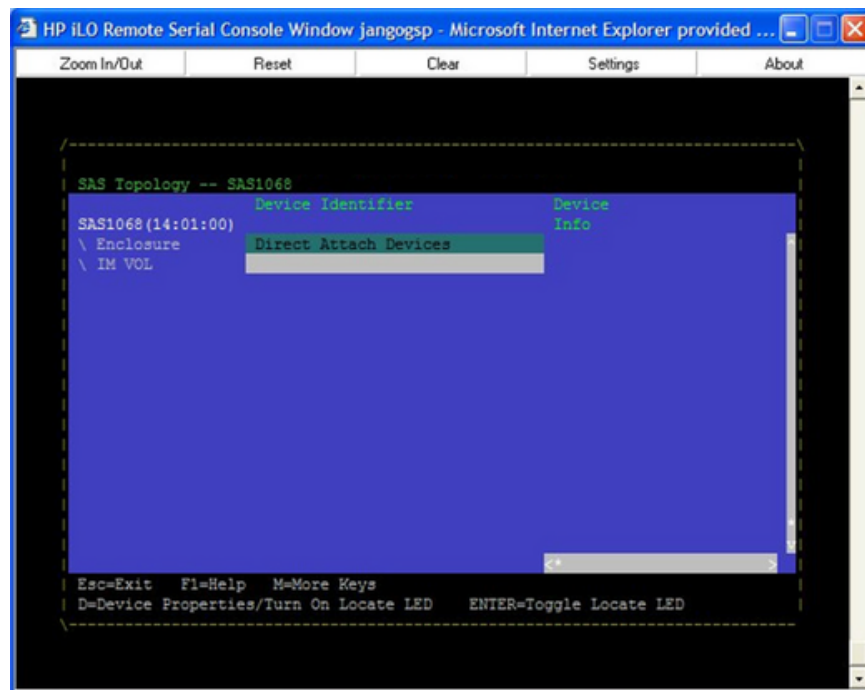 HP iLO Remote Serial Console Window jangogsp - Microsoft Internet Explorer provided ...
Zoom In/Out Reset Clear Settings About
SAS Topology -- SAS1068
Device Identifier Device
SAS1068(14:01:00) Info
\ Enclosure Direct Attach Devices
\ IM VOL
<* >
Esc=Exit F1=Help M=More Keys
D=Device Properties/Turn On Locate LED ENTER=Toggle Locate LED